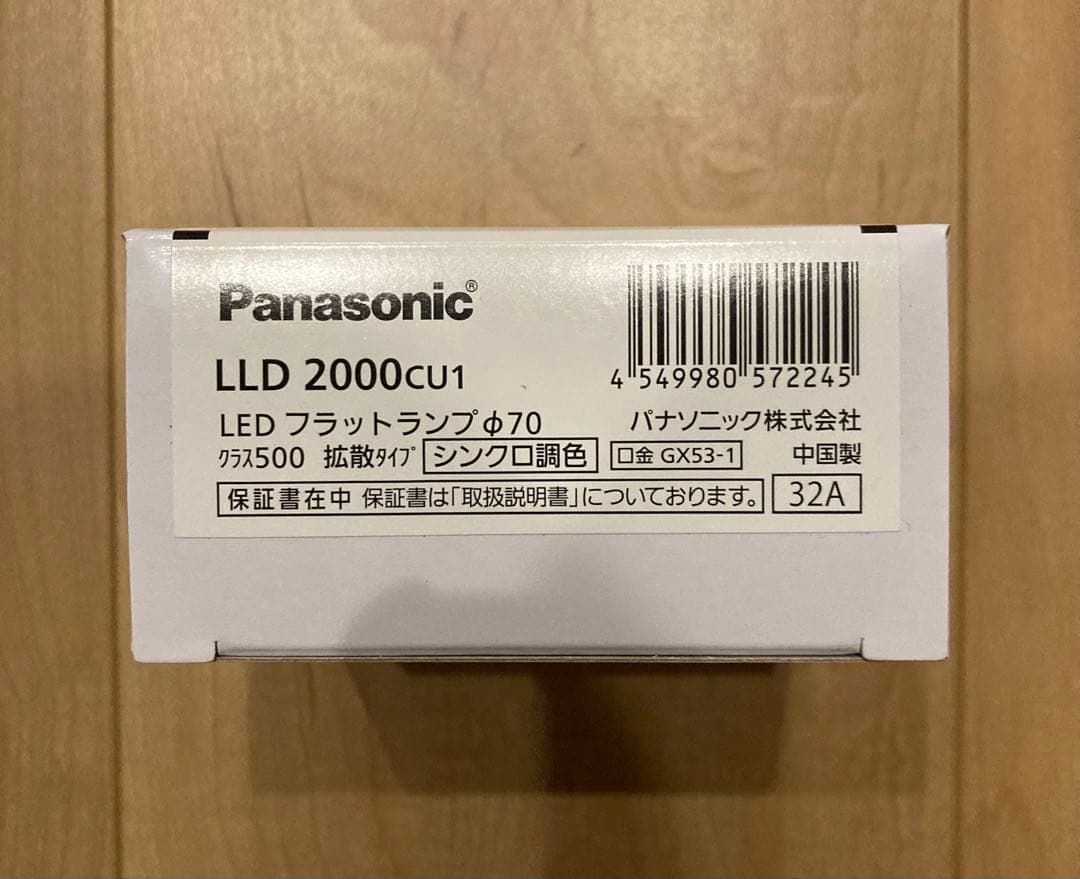 Panasonic®
LLD 2000CU1
4 549980 572245
LED フラットランプφ70
パナソニック株式会社
クラス500 拡散タイプ シンクロ調色 口金 GX53-1 中国製
保証書在中 保証書は「取扱説明書」についております。 32A